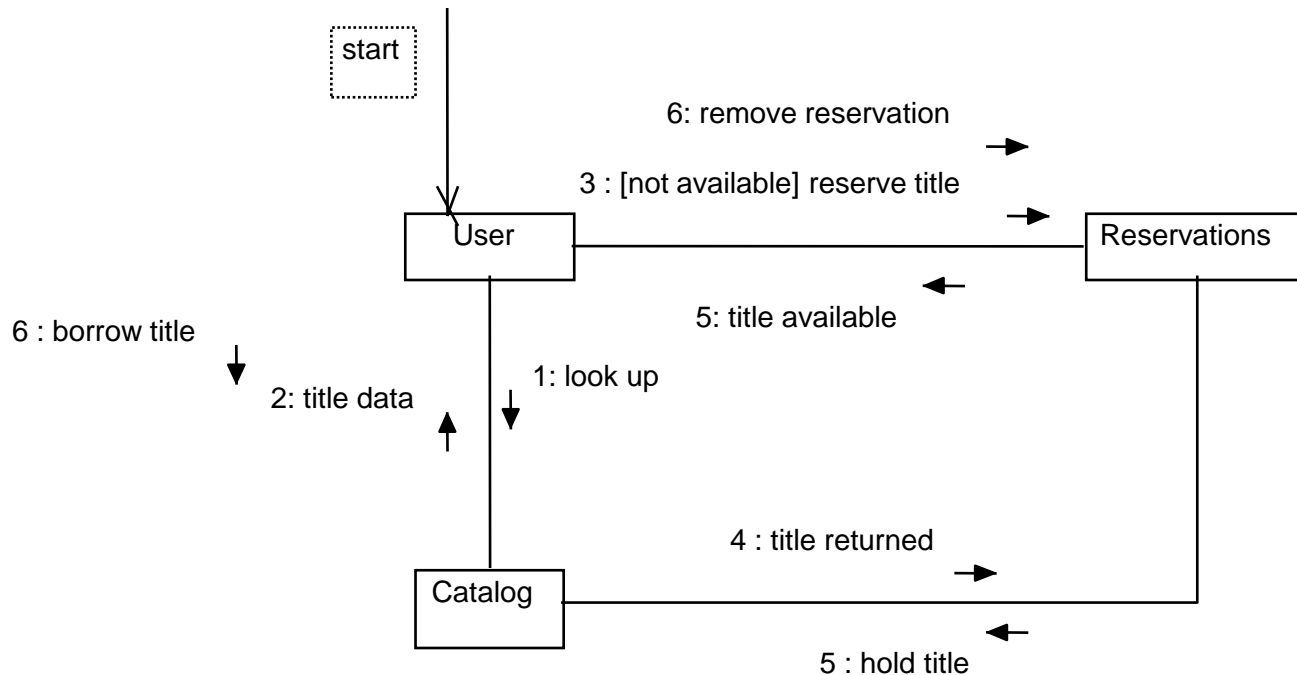 start
6: remove reservation
3 : [not available] reserve title
User
Reservations
5: title available
6 : borrow title
1: look up
2: title data
4 : title returned
Catalog
5 : hold title